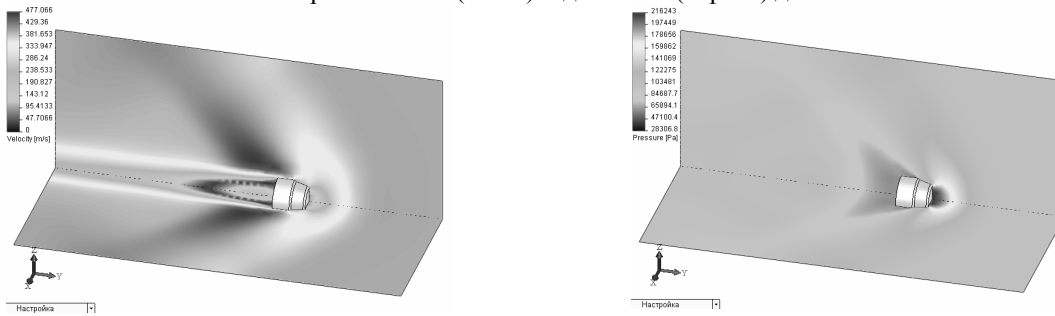 477.066
429.36
381.653
333.947
286.24
238.533
190.827
143.12
95.4133
47.7066
0
Velocity [m/s]
Z
Y
X
Настройка
216243
197449
178656
159862
141069
122275
103481
84687.7
65894.1
47100.4
28306.8
Pressure [Pa]
Z
Y
X
Настройка